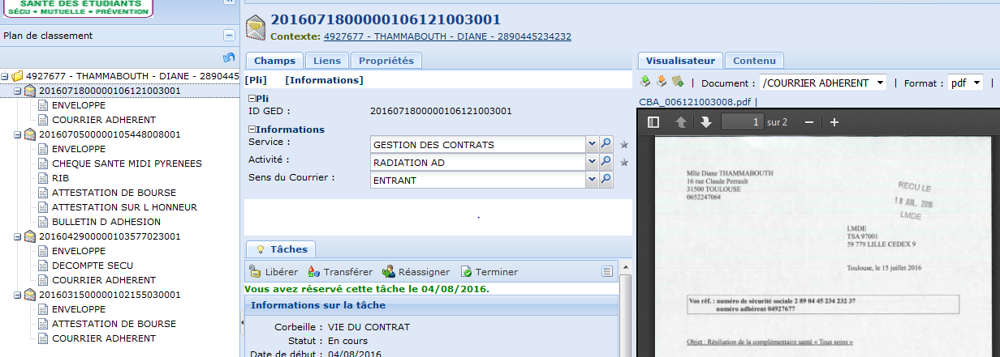 SANTÉ DES ÉTUDIANTS
SÉCU • MUTUELLE • PRÉVENTION
Plan de classement
4927677 - THAMMABOUTH - DIANE - 2890445
2016071800000106121003001
ENVELOPPE
COURRIER ADHERENT
2016070500000105448008001
ENVELOPPE
CHEQUE SANTE MIDI PYRENEES
RIB
ATTESTATION DE BOURSE
ATTESTATION SUR L HONNEUR
BULLETIN D ADHESION
2016042900000103577023001
ENVELOPPE
DECOMPTE SECU
COURRIER ADHERENT
2016031500000102155030001
ENVELOPPE
ATTESTATION DE BOURSE
COURRIER ADHERENT
2016071800000106121003001
Contexte: 4927677 - THAMMABOUTH - DIANE - 2890445234232
Champs Liens Propriétés
[Pli] [Informations]
Pli
ID GED : 2016071800000106121003001
Informations
Service : GESTION DES CONTRATS
Activité : RADIATION AD
Sens du Courrier : ENTRANT
Tâches
Libérer Transférer Réassigner Terminer
Vous avez réservé cette tâche le 04/08/2016.
Informations sur la tâche
Corbeille : VIE DU CONTRAT
Statut : En cours
Date de début : 04/08/2016
Visualisateur Contenu
| Document : /COURRIER ADHERENT | Format : pdf |
CBA_006121003008.pdf |
1 sur 2
Mlle Diane THAMMABOUTH
16 rue Claude Perrault
31500 TOULOUSE
0652247064
RECU LE
18 JUIL. 2016
LMDE
LMDE
TSA 97001
59 779 LILLE CEDEX 9
Toulouse, le 15 juillet 2016
Vos réf. : numéro de sécurité sociale 2 89 04 45 234 232 37
numéro adhérent 04927677
Objet : Résiliation de la complémentaire santé « Tous soins »